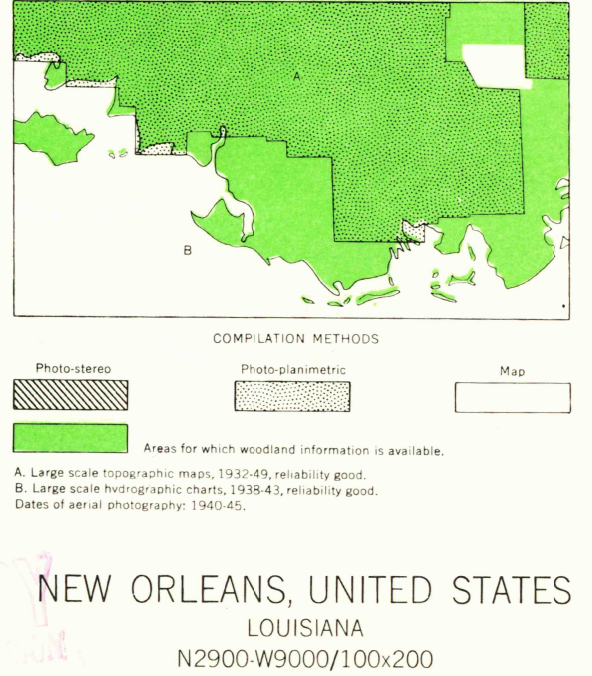 A
B
COMPILATION METHODS
Photo-stereo
Photo-planimetric
Map
Areas for which woodland information is available.
A. Large scale topographic maps, 1932-49, reliability good.
B. Large scale hydrographic charts, 1938-43, reliability good.
Dates of aerial photography: 1940-45.
NEW ORLEANS, UNITED STATES
LOUISIANA
N2900-W9000/100x200